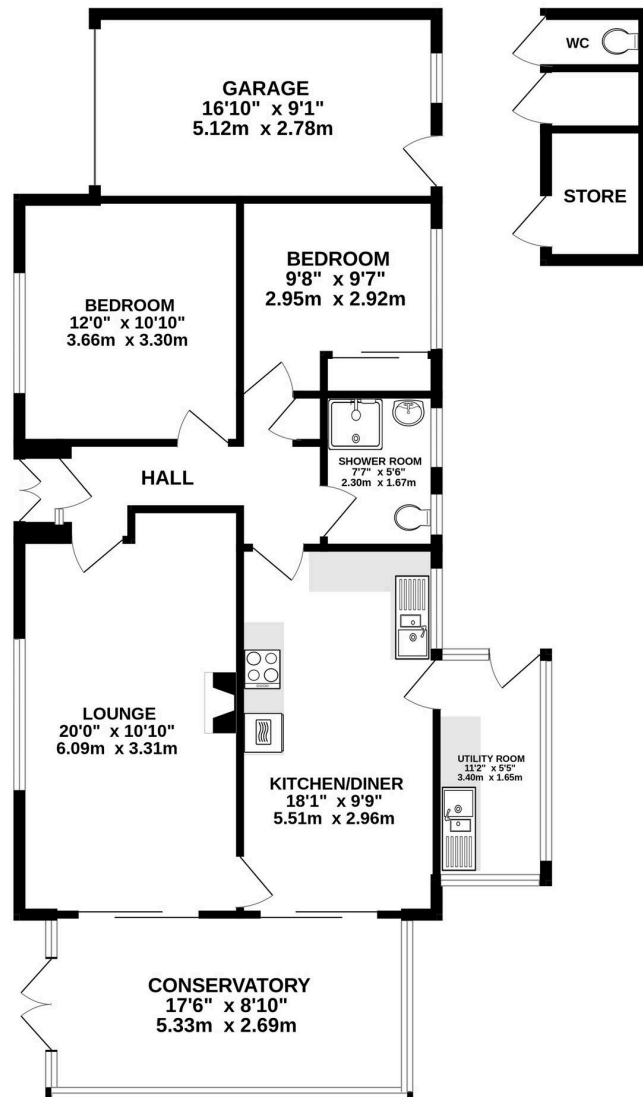 GARAGE
16'10" x 9'1"
5.12m x 2.78m
WC
STORE
BEDROOM
12'0" x 10'10"
3.66m x 3.30m
BEDROOM
9'8" x 9'7"
2.95m x 2.92m
SHOWER ROOM
7'7" x 5'6"
2.30m x 1.67m
HALL
LOUNGE
20'0" x 10'10"
6.09m x 3.31m
KITCHEN/DINER
18'1" x 9'9"
5.51m x 2.96m
UTILITY ROOM
11'2" x 5'5"
3.40m x 1.65m
CONSERVATORY
17'6" x 8'10"
5.33m x 2.69m